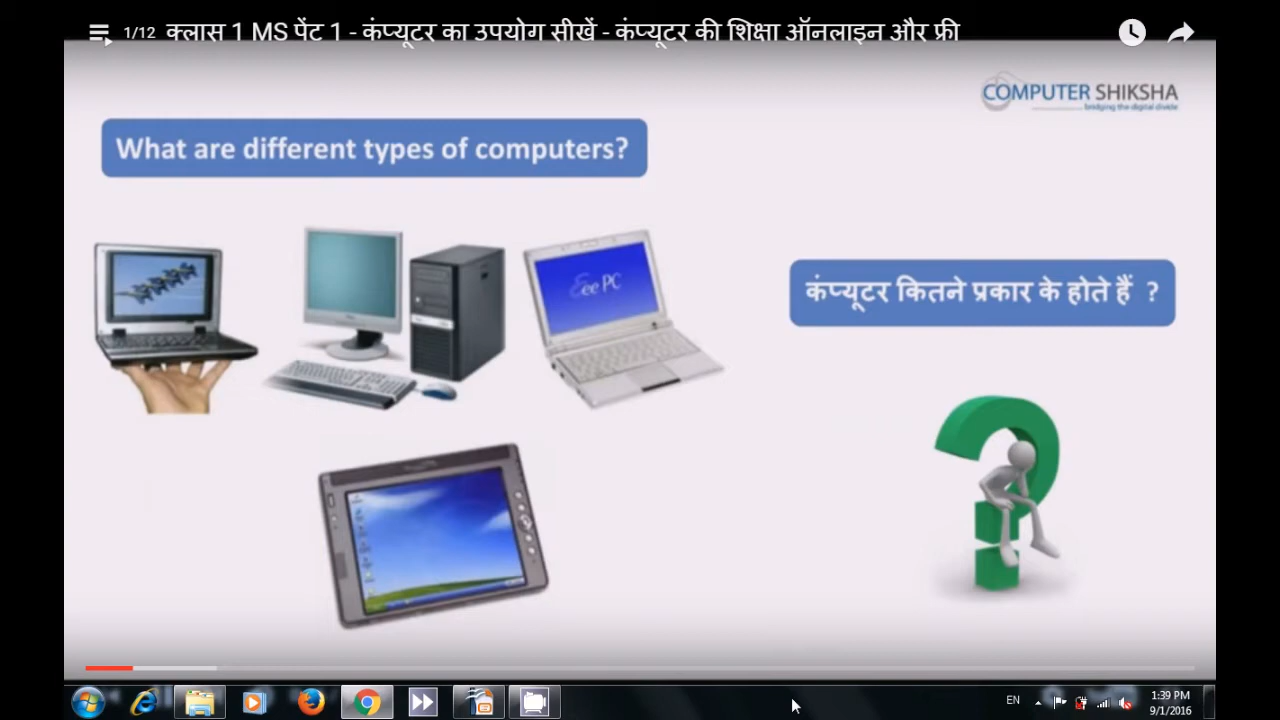 1/12 क्लास 1 MS पेंट 1 - कंप्यूटर का उपयोग सीखें - कंप्यूटर की शिक्षा ऑनलाइन और फ्री
COMPUTER SHIKSHA
bridging the digital divide
What are different types of computers?
Eee PC
कंप्यूटर कितने प्रकार के होते हैं ?
EN
1:39 PM
9/1/2016